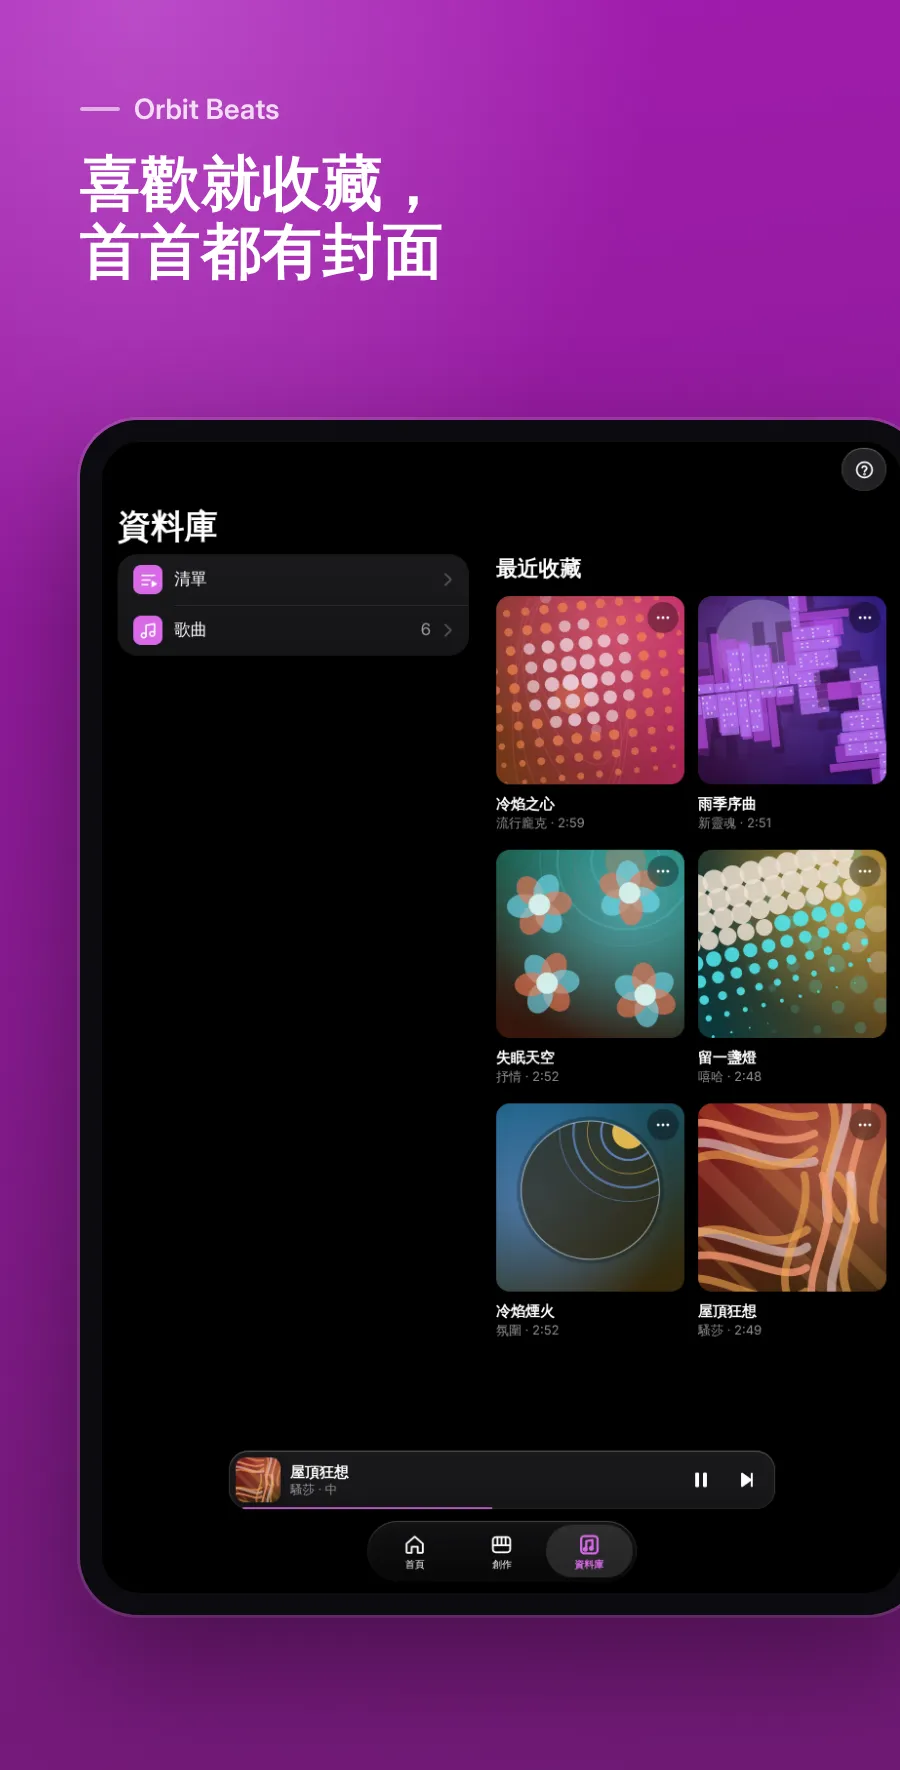 Orbit Beats
喜歡就收藏，
首首都有封面
資料庫
清單
歌曲 6
最近收藏
冷焰之心
流行龐克 · 2:59
雨季序曲
新靈魂 · 2:51
失眠天空
抒情 · 2:52
留一盞燈
嘻哈 · 2:48
冷焰煙火
氛圍 · 2:52
屋頂狂想
騷莎 · 2:49
屋頂狂想
騷莎 · 中
首頁
創作
資料庫